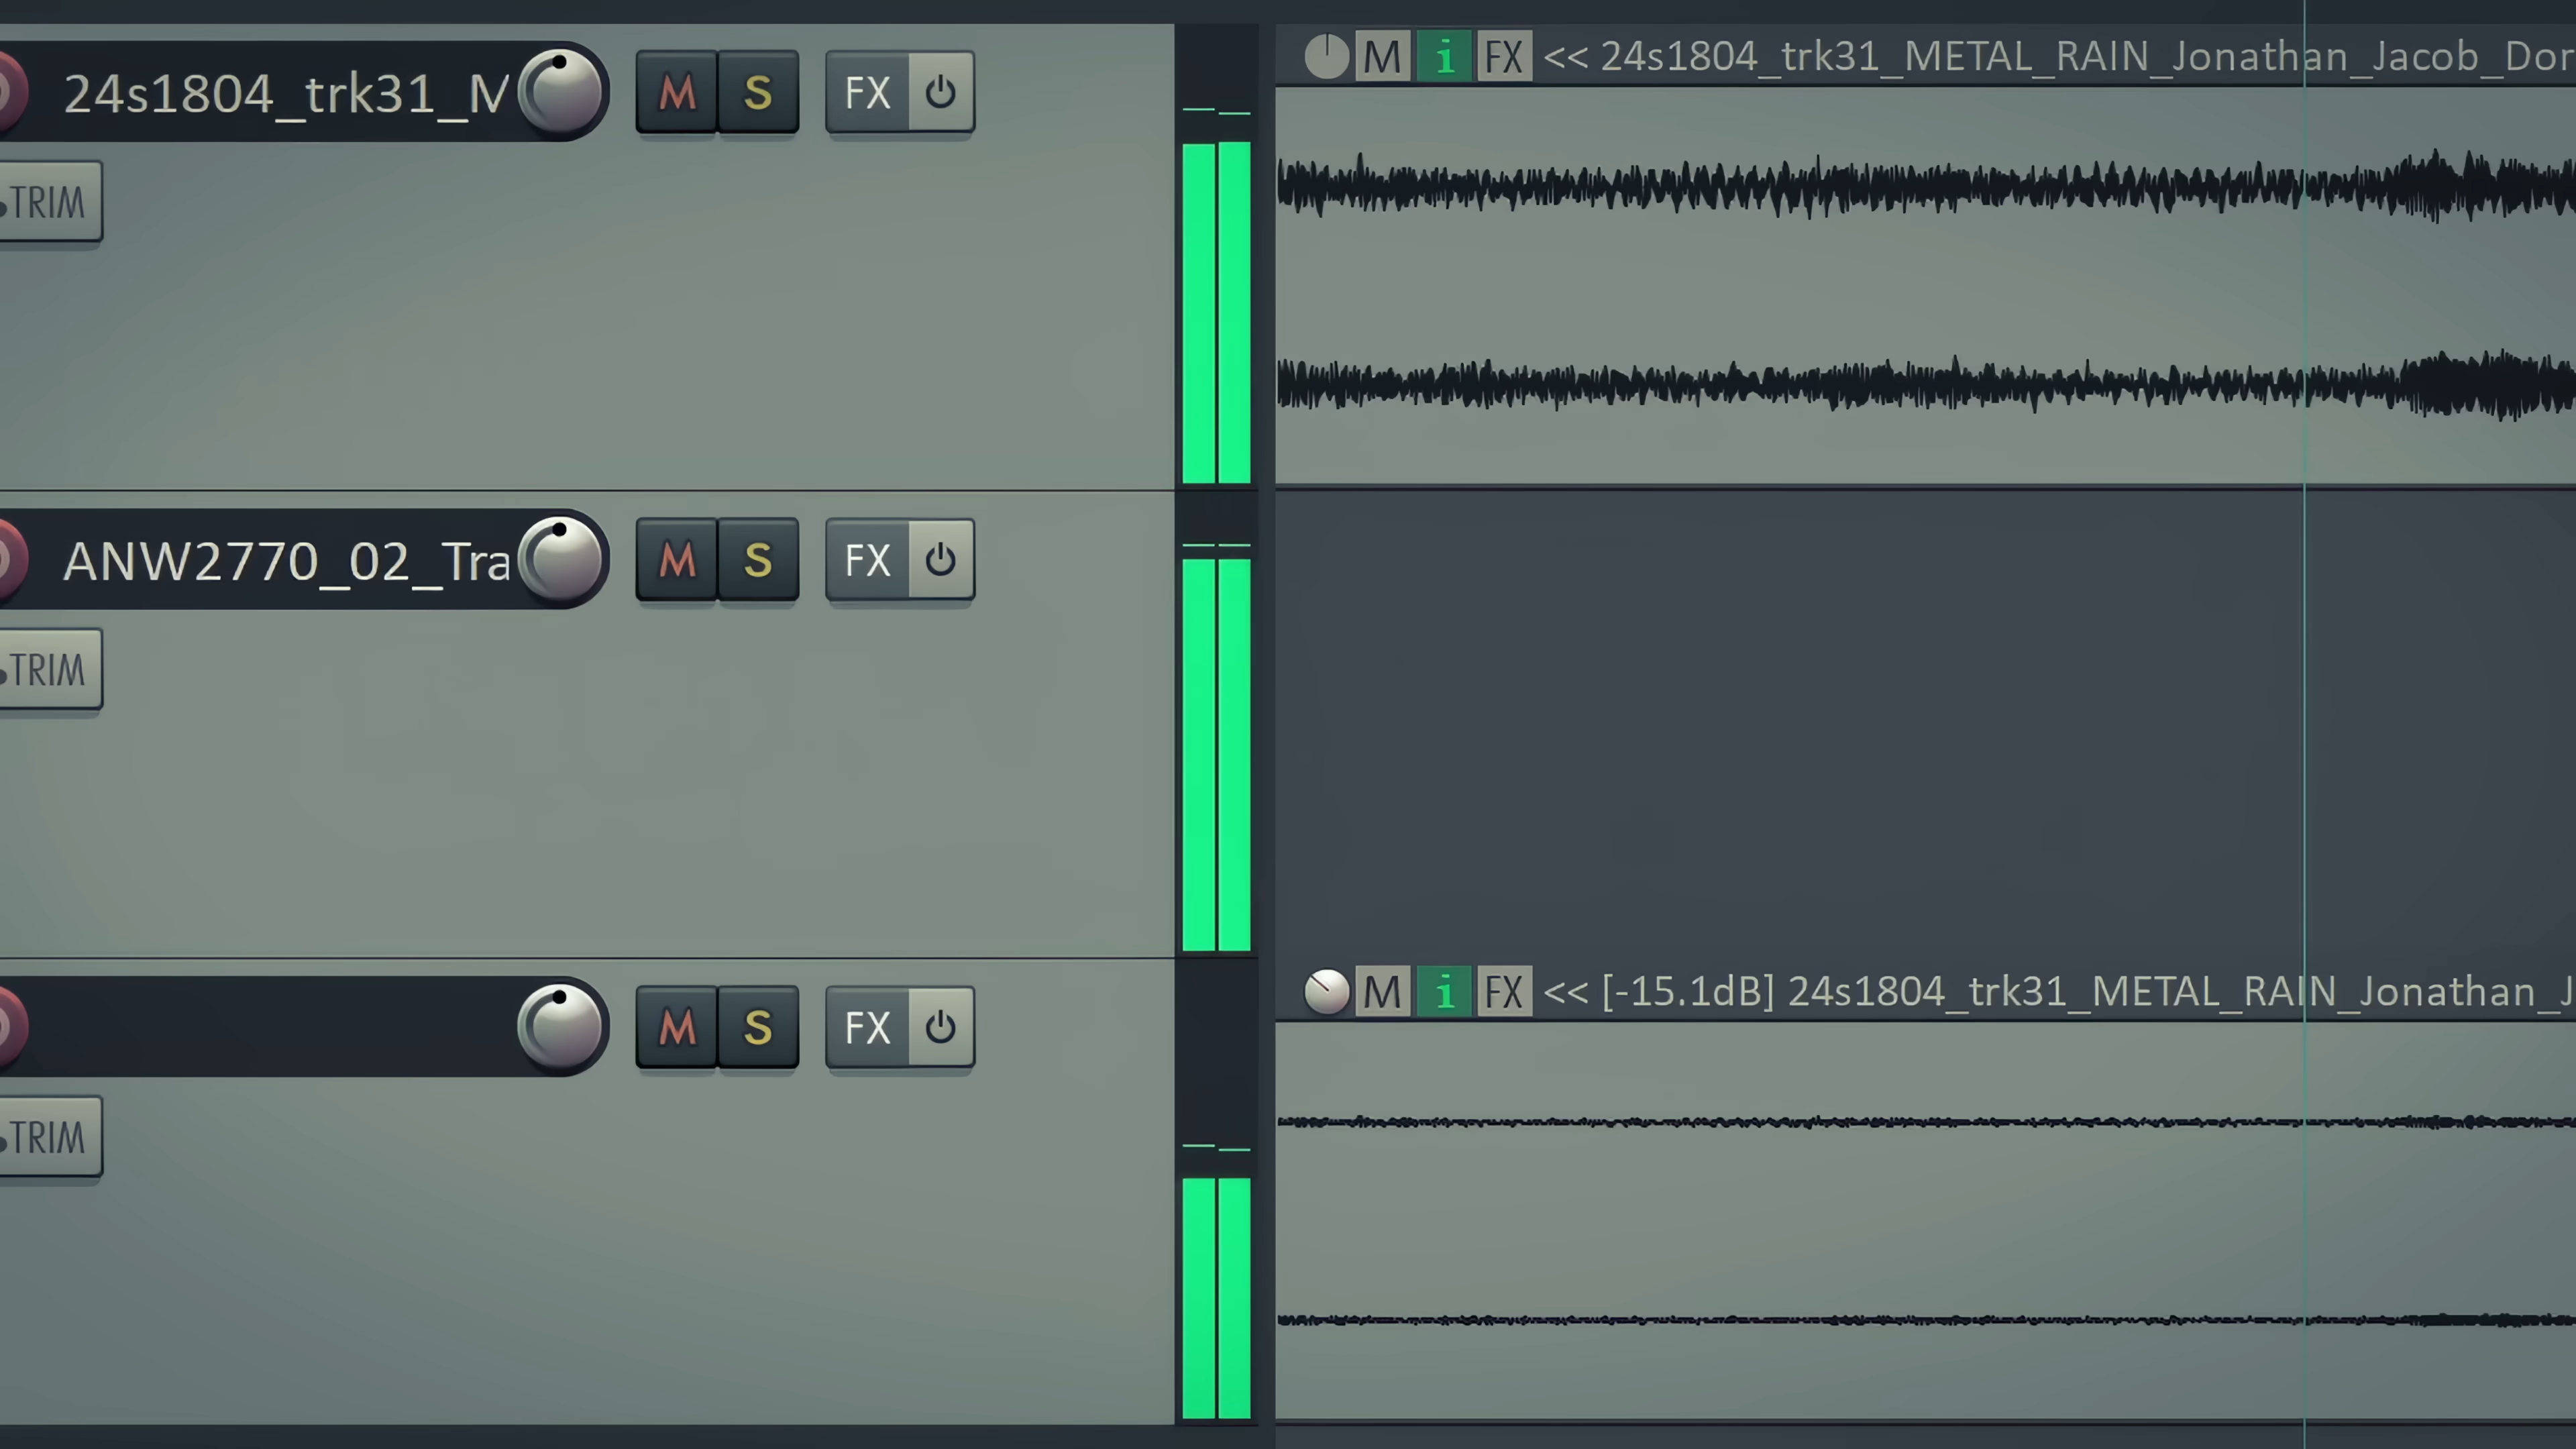 24s1804_trk31_M
M S FX
M i FX << 24s1804_trk31_METAL_RAIN_Jonathan_Jacob_Dor
TRIM
ANW2770_02_Tra
M S FX
TRIM
M S FX
M i FX << [-15.1dB] 24s1804_trk31_METAL_RAIN_Jonathan_J
TRIM